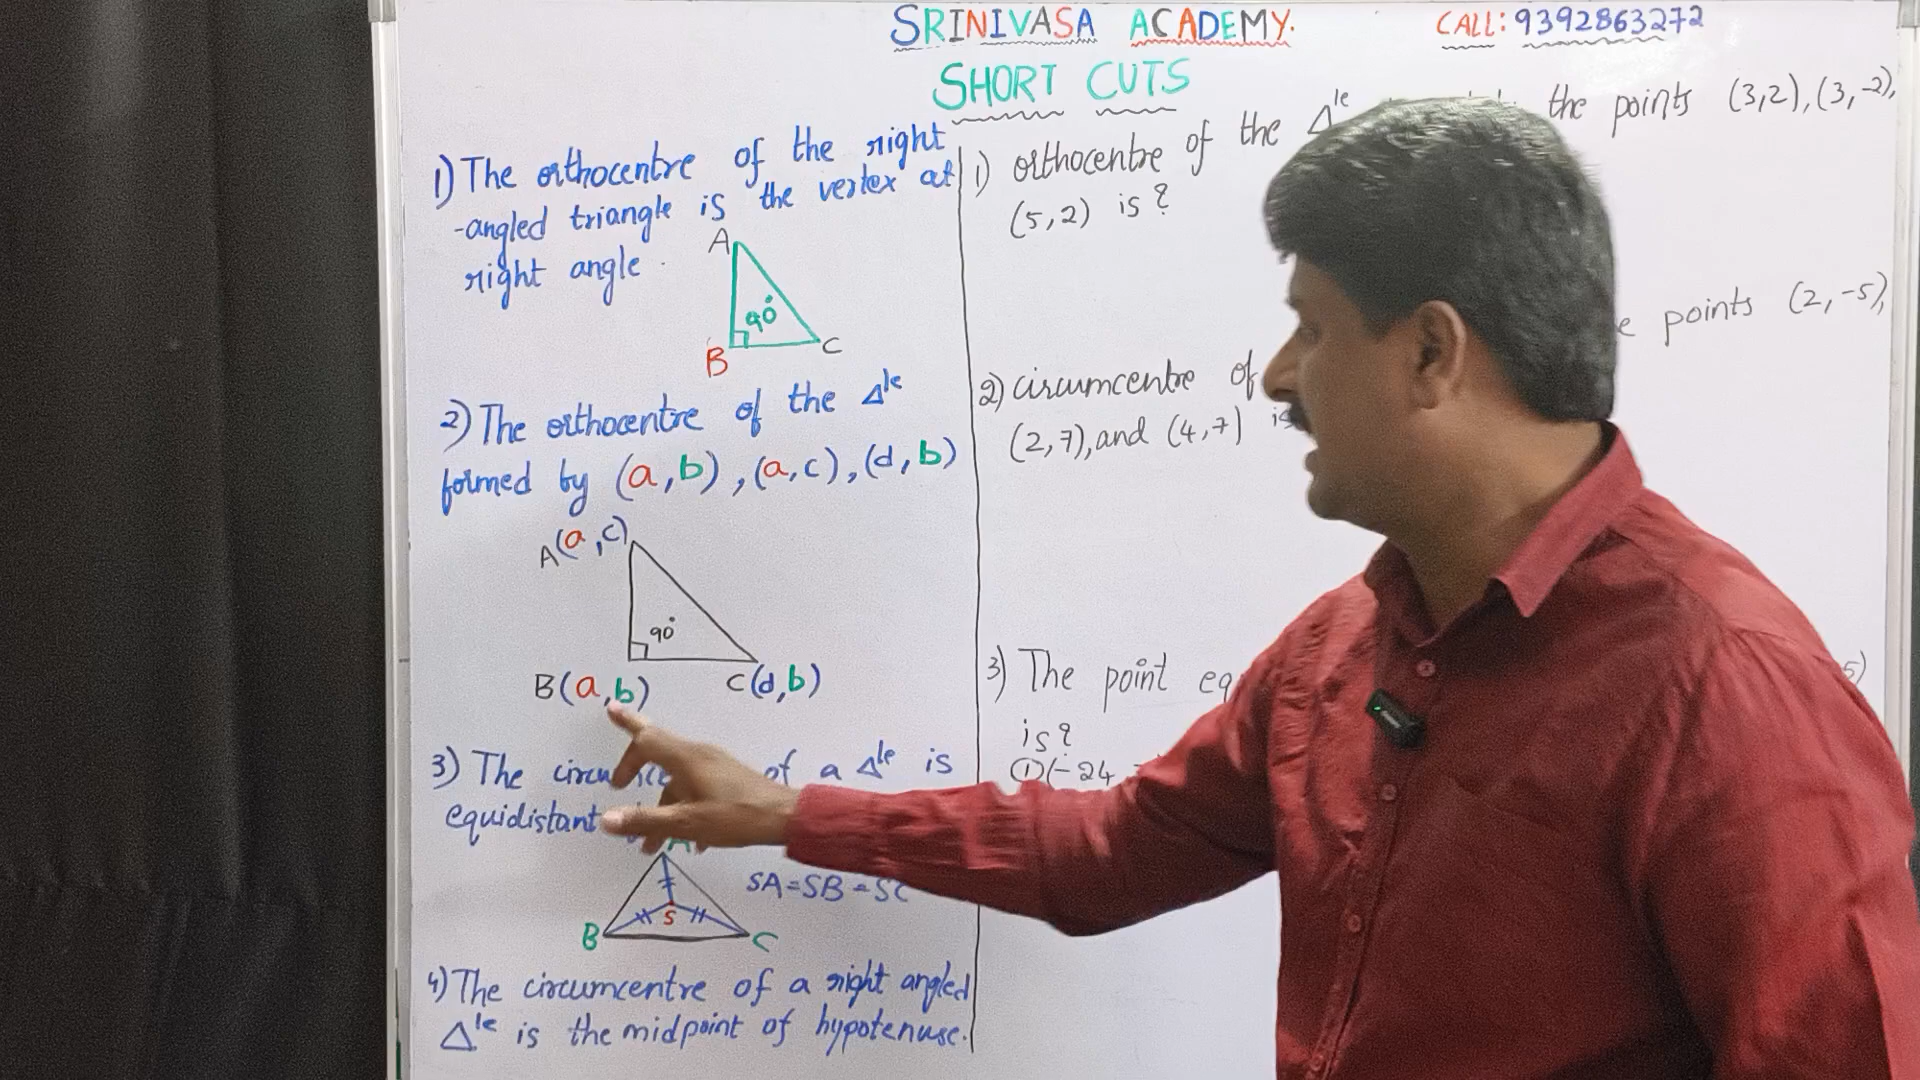 SRINIVASA ACADEMY.
CALL: 9392863272
SHORT CUTS
1) The orthocentre of the right
-angled triangle is the vertex at
right angle.
A
90°
B
C
2) The orthocentre of the Δle
formed by (a,b), (a,c), (d,b)
A(a,c)
90°
B(a,b)
C(d,b)
3) The of a Δle is
equidistant
A
SA=SB=SC
S
B
C
4) The circumcentre of a right angled
Δle is the midpoint of hypotenuse.
1) orthocentre of the Δle the points (3,2), (3,-2),
(5,2) is?
2) circumcentre of points (2,-5),
(2,7), and (4,7) is
3) The point
is?
①(-24